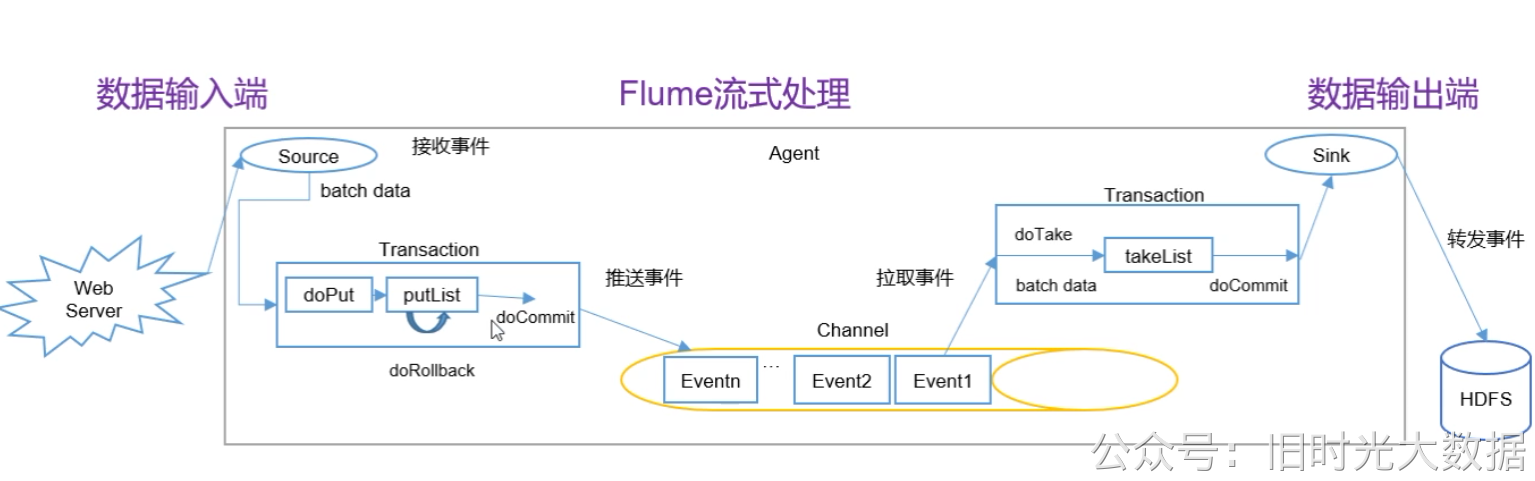 数据输入端
Flume流式处理
数据输出端
Source
接收事件
Agent
Sink
batch data
Transaction
Transaction
doTake
takeList
batch data
doCommit
转发事件
推送事件
拉取事件
Web
Server
doPut
putList
doCommit
doRollback
Channel
Eventn
...
Event2
Event1
HDFS
公众号：旧时光大数据